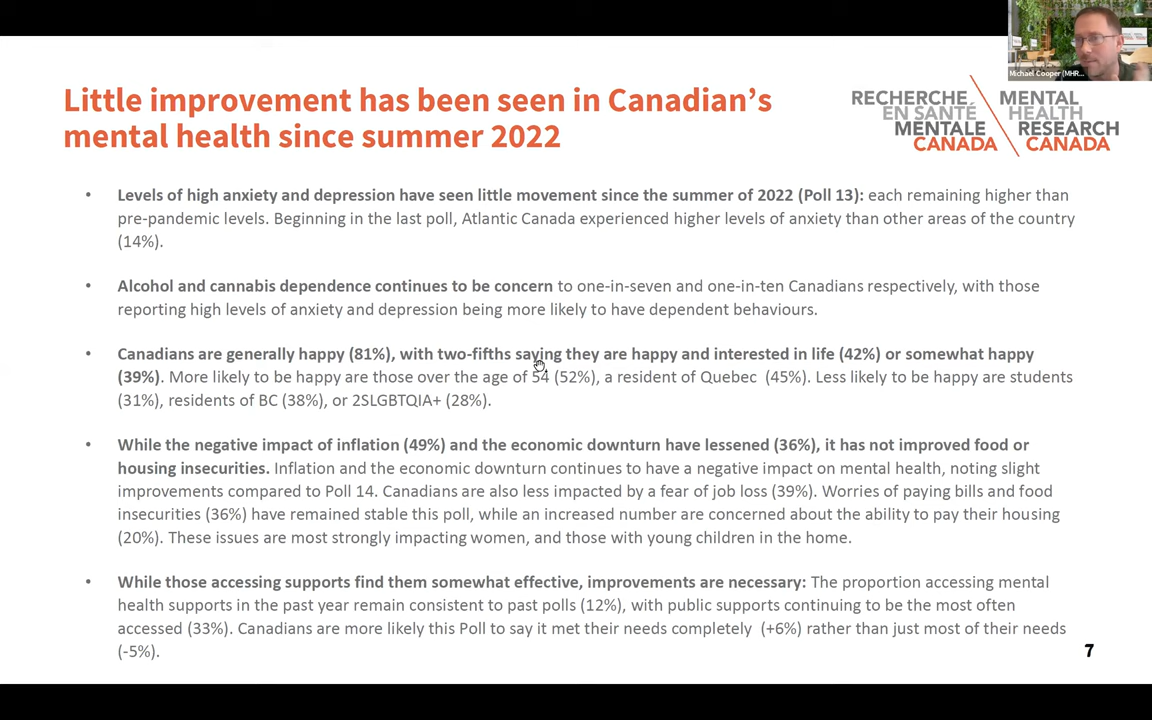 Michael Cooper (MHR...
Little improvement has been seen in Canadian's
mental health since summer 2022
RECHERCHE
EN SANTÉ
MENTALE
CANADA
MENTAL
HEALTH
RESEARCH
CANADA
• Levels of high anxiety and depression have seen little movement since the summer of 2022 (Poll 13): each remaining higher than
pre-pandemic levels. Beginning in the last poll, Atlantic Canada experienced higher levels of anxiety than other areas of the country
(14%).
• Alcohol and cannabis dependence continues to be concern to one-in-seven and one-in-ten Canadians respectively, with those
reporting high levels of anxiety and depression being more likely to have dependent behaviours.
• Canadians are generally happy (81%), with two-fifths saying they are happy and interested in life (42%) or somewhat happy
(39%). More likely to be happy are those over the age of 54 (52%), a resident of Quebec (45%). Less likely to be happy are students
(31%), residents of BC (38%), or 2SLGBTQIA+ (28%).
• While the negative impact of inflation (49%) and the economic downturn have lessened (36%), it has not improved food or
housing insecurities. Inflation and the economic downturn continues to have a negative impact on mental health, noting slight
improvements compared to Poll 14. Canadians are also less impacted by a fear of job loss (39%). Worries of paying bills and food
insecurities (36%) have remained stable this poll, while an increased number are concerned about the ability to pay their housing
(20%). These issues are most strongly impacting women, and those with young children in the home.
• While those accessing supports find them somewhat effective, improvements are necessary: The proportion accessing mental
health supports in the past year remain consistent to past polls (12%), with public supports continuing to be the most often
accessed (33%). Canadians are more likely this Poll to say it met their needs completely (+6%) rather than just most of their needs
(-5%).
7